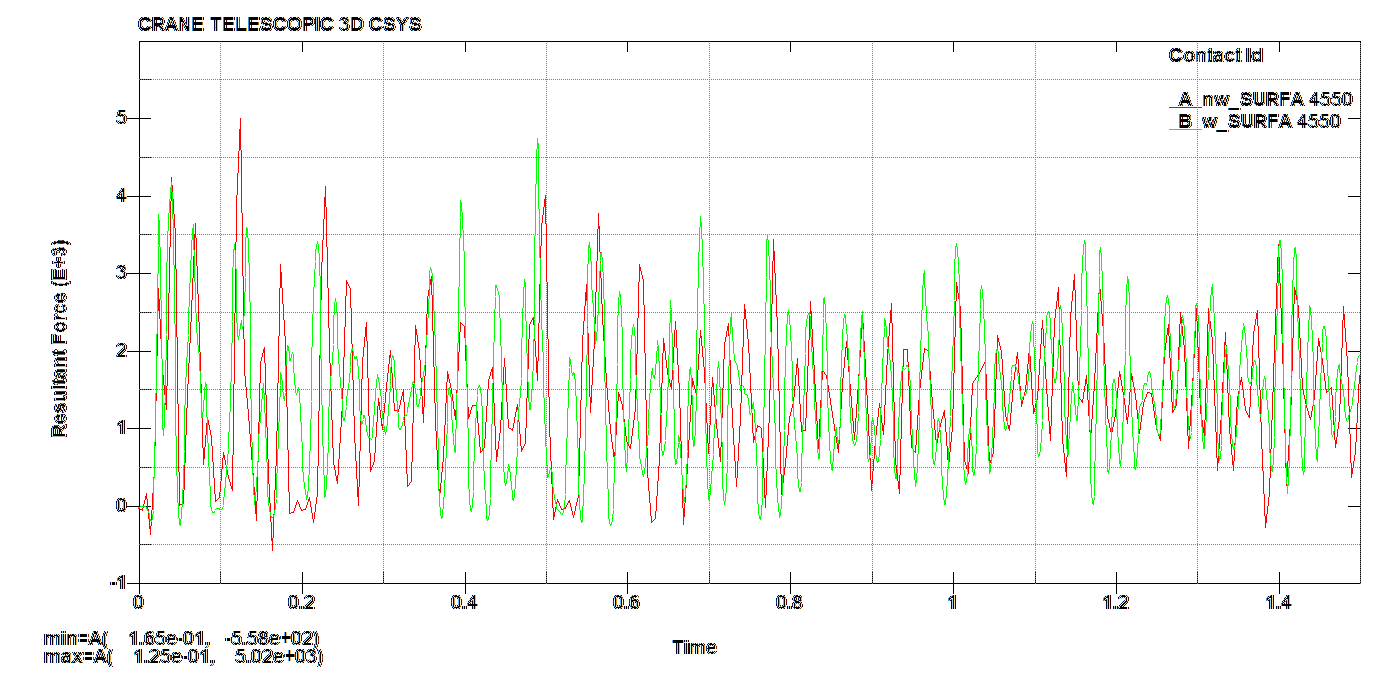 CRANE TELESCOPIC 3D CSYS
Contact Id
A nw_SURFA 4550
B w_SURFA 4550
Resultant Force (E+3)
5
4
3
2
1
0
-1
0 0.2 0.4 0.6 0.8 1 1.2 1.4
Time
min=A( 1.65e-01, -5.58e+02)
max=A( 1.25e-01, 5.02e+03)